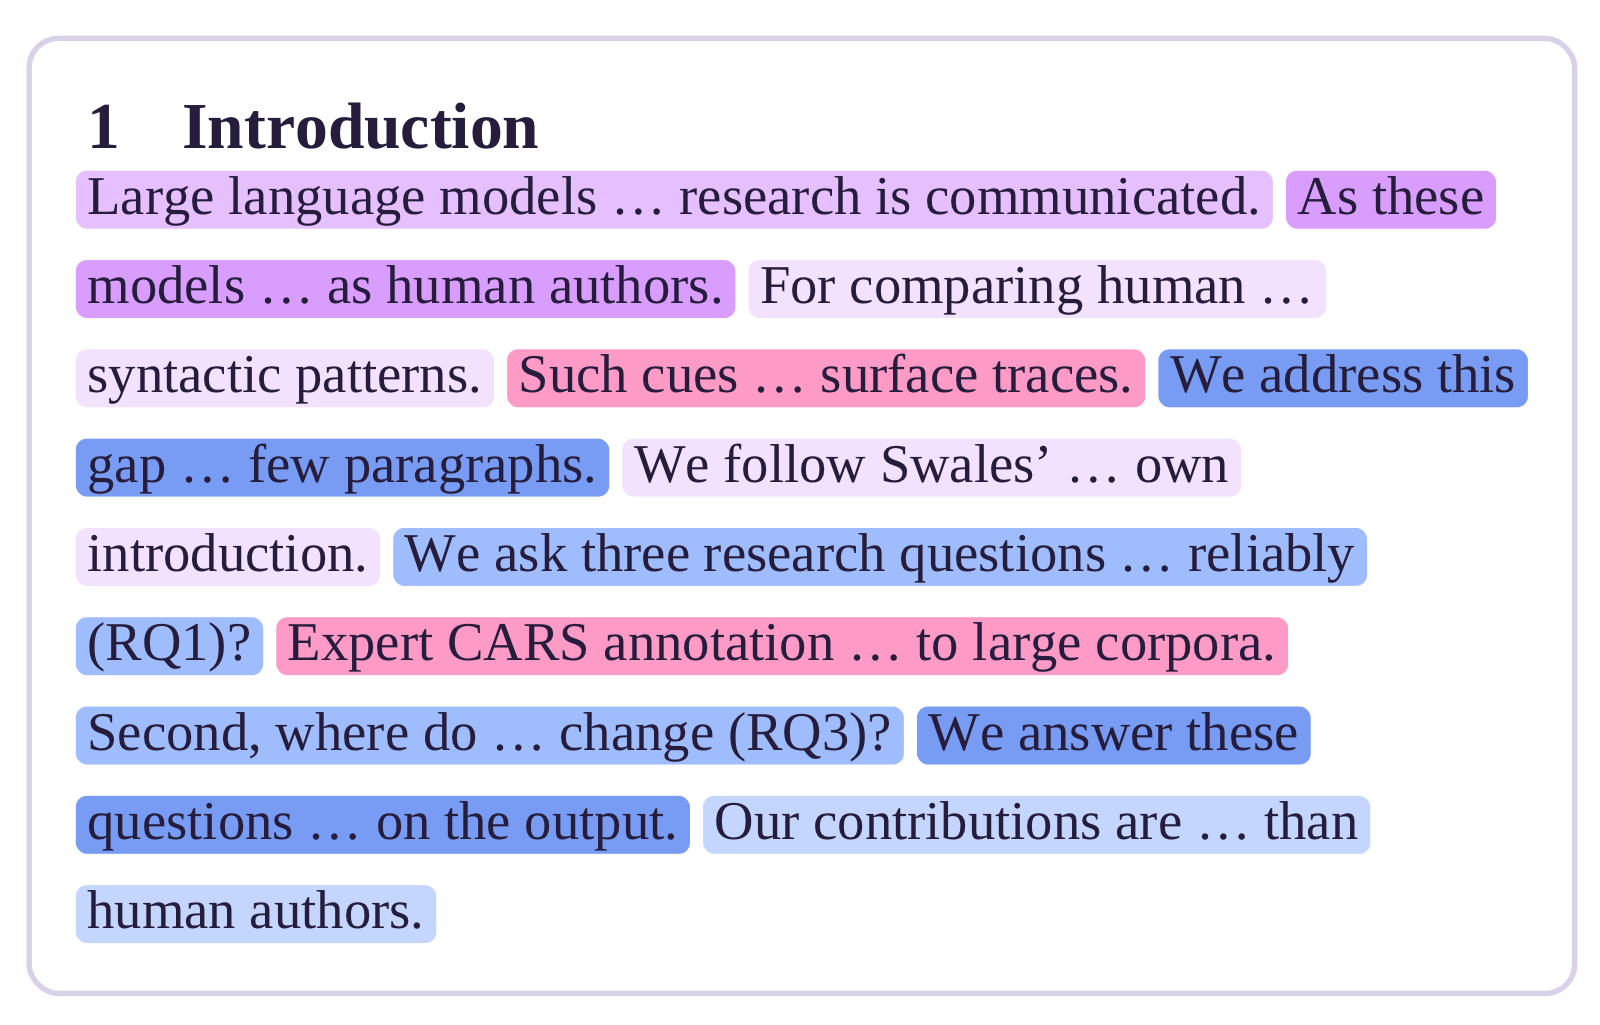 1 Introduction
Large language models … research is communicated. As these
models … as human authors. For comparing human …
syntactic patterns. Such cues … surface traces. We address this
gap … few paragraphs. We follow Swales’ … own
introduction. We ask three research questions … reliably
(RQ1)? Expert CARS annotation … to large corpora.
Second, where do … change (RQ3)? We answer these
questions … on the output. Our contributions are … than
human authors.